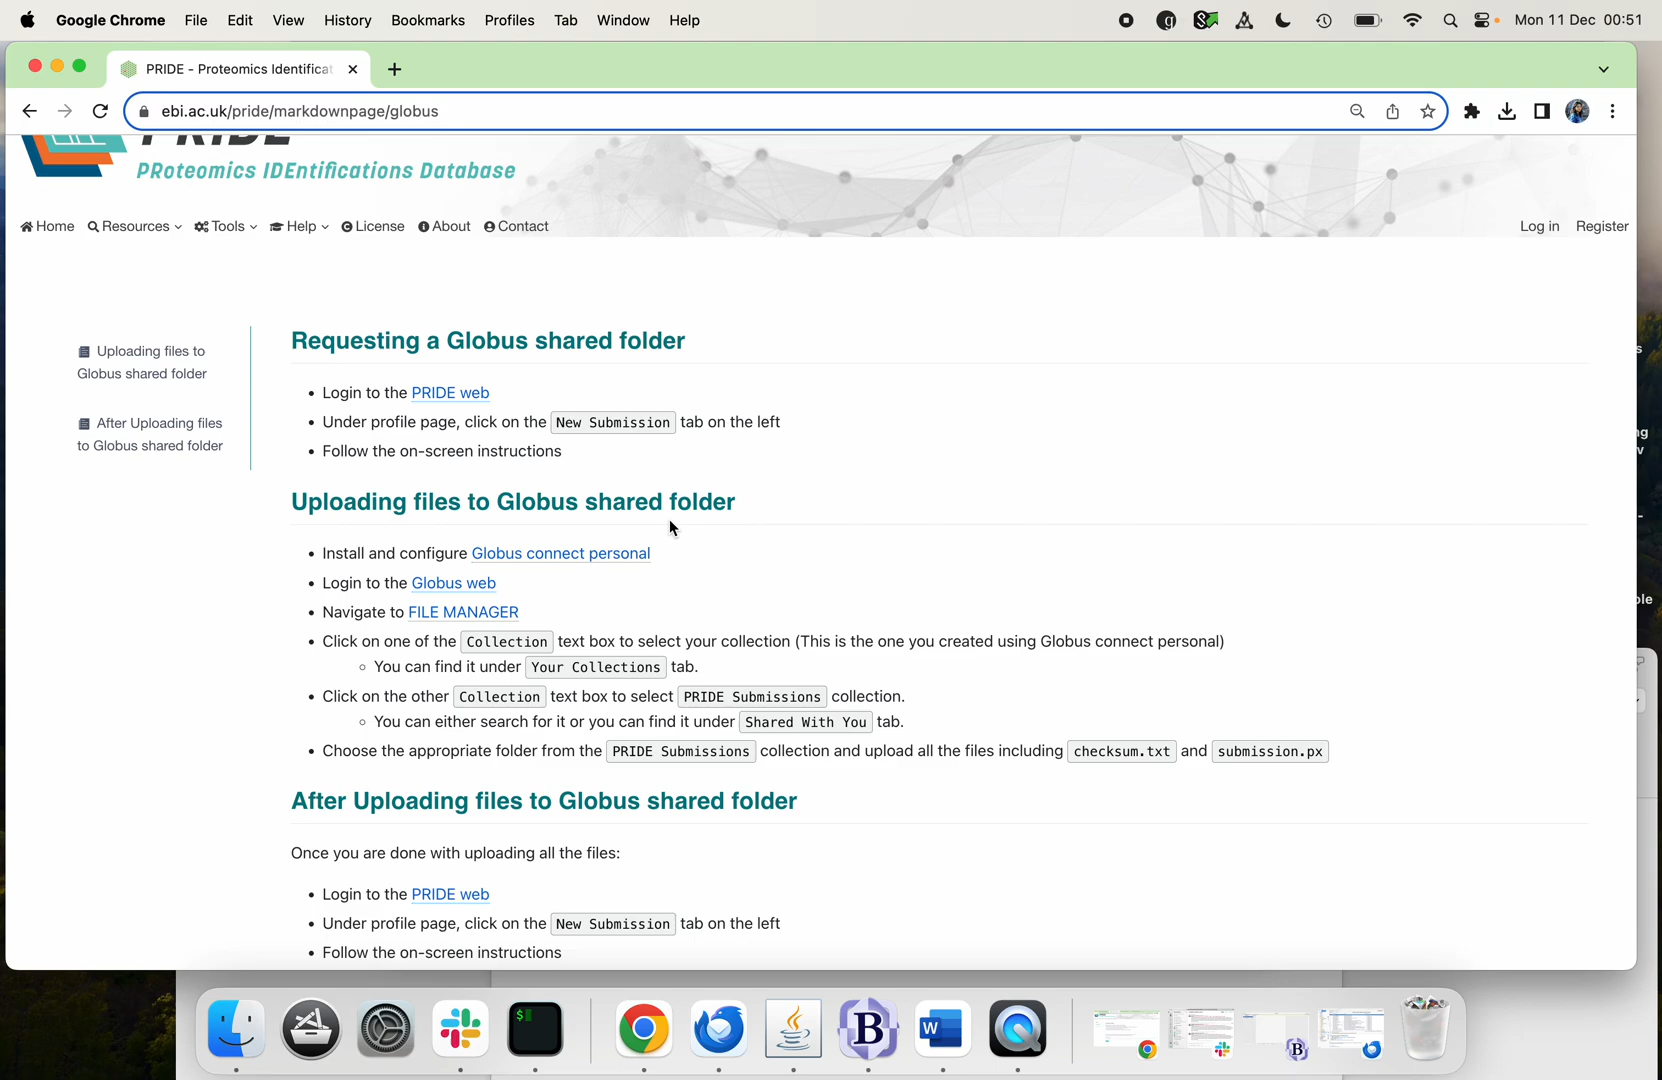 Google Chrome File Edit View History Bookmarks Profiles Tab Window Help Mon 11 Dec 00:51
PRIDE - Proteomics Identificat
ebi.ac.uk/pride/markdownpage/globus
PRIDE
PRoteomics IDEntifications Database
Home Resources Tools Help License About Contact Log in Register
Uploading files to
Globus shared folder
After Uploading files
to Globus shared folder
Requesting a Globus shared folder
• Login to the PRIDE web
• Under profile page, click on the New Submission tab on the left
• Follow the on-screen instructions
Uploading files to Globus shared folder
• Install and configure Globus connect personal
• Login to the Globus web
• Navigate to FILE MANAGER
• Click on one of the Collection text box to select your collection (This is the one you created using Globus connect personal)
◦ You can find it under Your Collections tab.
• Click on the other Collection text box to select PRIDE Submissions collection.
◦ You can either search for it or you can find it under Shared With You tab.
• Choose the appropriate folder from the PRIDE Submissions collection and upload all the files including checksum.txt and submission.px
After Uploading files to Globus shared folder
Once you are done with uploading all the files:
• Login to the PRIDE web
• Under profile page, click on the New Submission tab on the left
• Follow the on-screen instructions